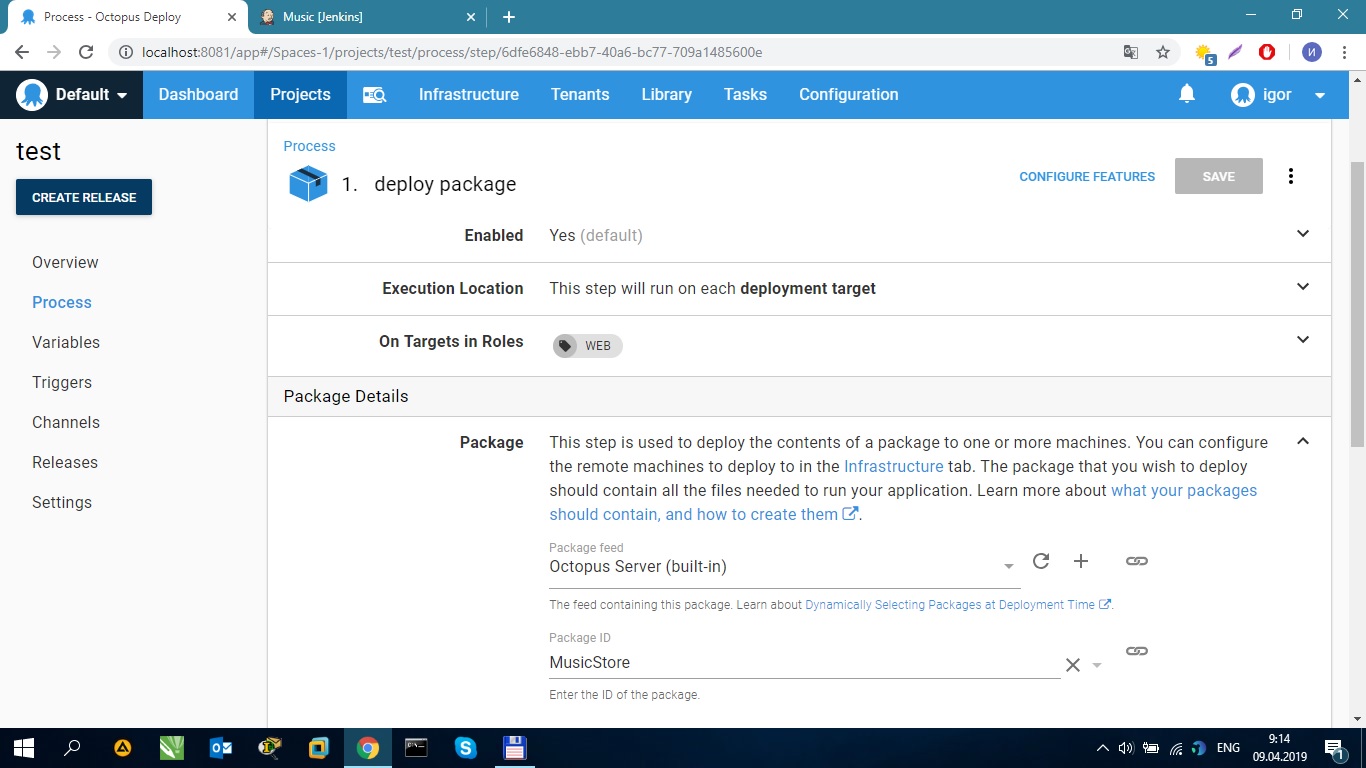 Process - Octopus Deploy
Music [Jenkins]
localhost:8081/app#/Spaces-1/projects/test/process/step/6dfe6848-ebb7-40a6-bc77-709a1485600e
5
И
Default Dashboard Projects Infrastructure Tenants Library Tasks Configuration igor
test
CREATE RELEASE
Overview
Process
Variables
Triggers
Channels
Releases
Settings
Process
1. deploy package
CONFIGURE FEATURES
SAVE
Enabled Yes (default)
Execution Location This step will run on each deployment target
On Targets in Roles WEB
Package Details
Package This step is used to deploy the contents of a package to one or more machines. You can configure
the remote machines to deploy to in the Infrastructure tab. The package that you wish to deploy
should contain all the files needed to run your application. Learn more about what your packages
should contain, and how to create them.
Package feed
Octopus Server (built-in)
The feed containing this package. Learn about Dynamically Selecting Packages at Deployment Time.
Package ID
MusicStore
Enter the ID of the package.
ENG
9:14
09.04.2019
1